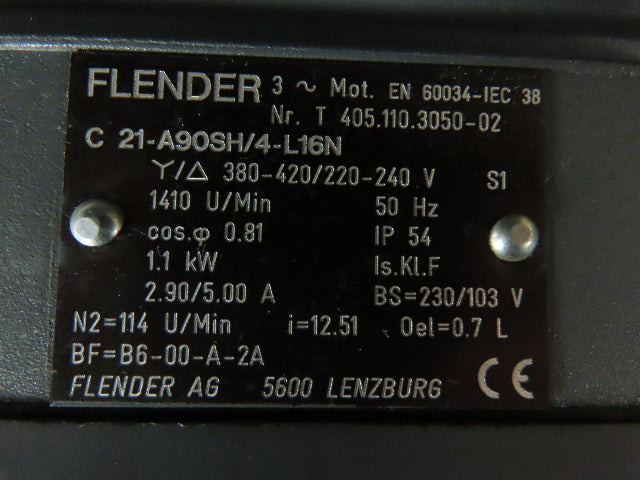 FLENDER 3 ~ Mot. EN 60034-IEC 38
Nr. T 405.110.3050-02
C 21-A90SH/4-L16N
Y/Δ 380-420/220-240 V S1
1410 U/Min 50 Hz
cos.φ 0.81 IP 54
1.1 kW Is.Kl.F
2.90/5.00 A BS=230/103 V
N2=114 U/Min i=12.51 Oel=0.7 L
BF=B6-00-A-2A
FLENDER AG 5600 LENZBURG CE